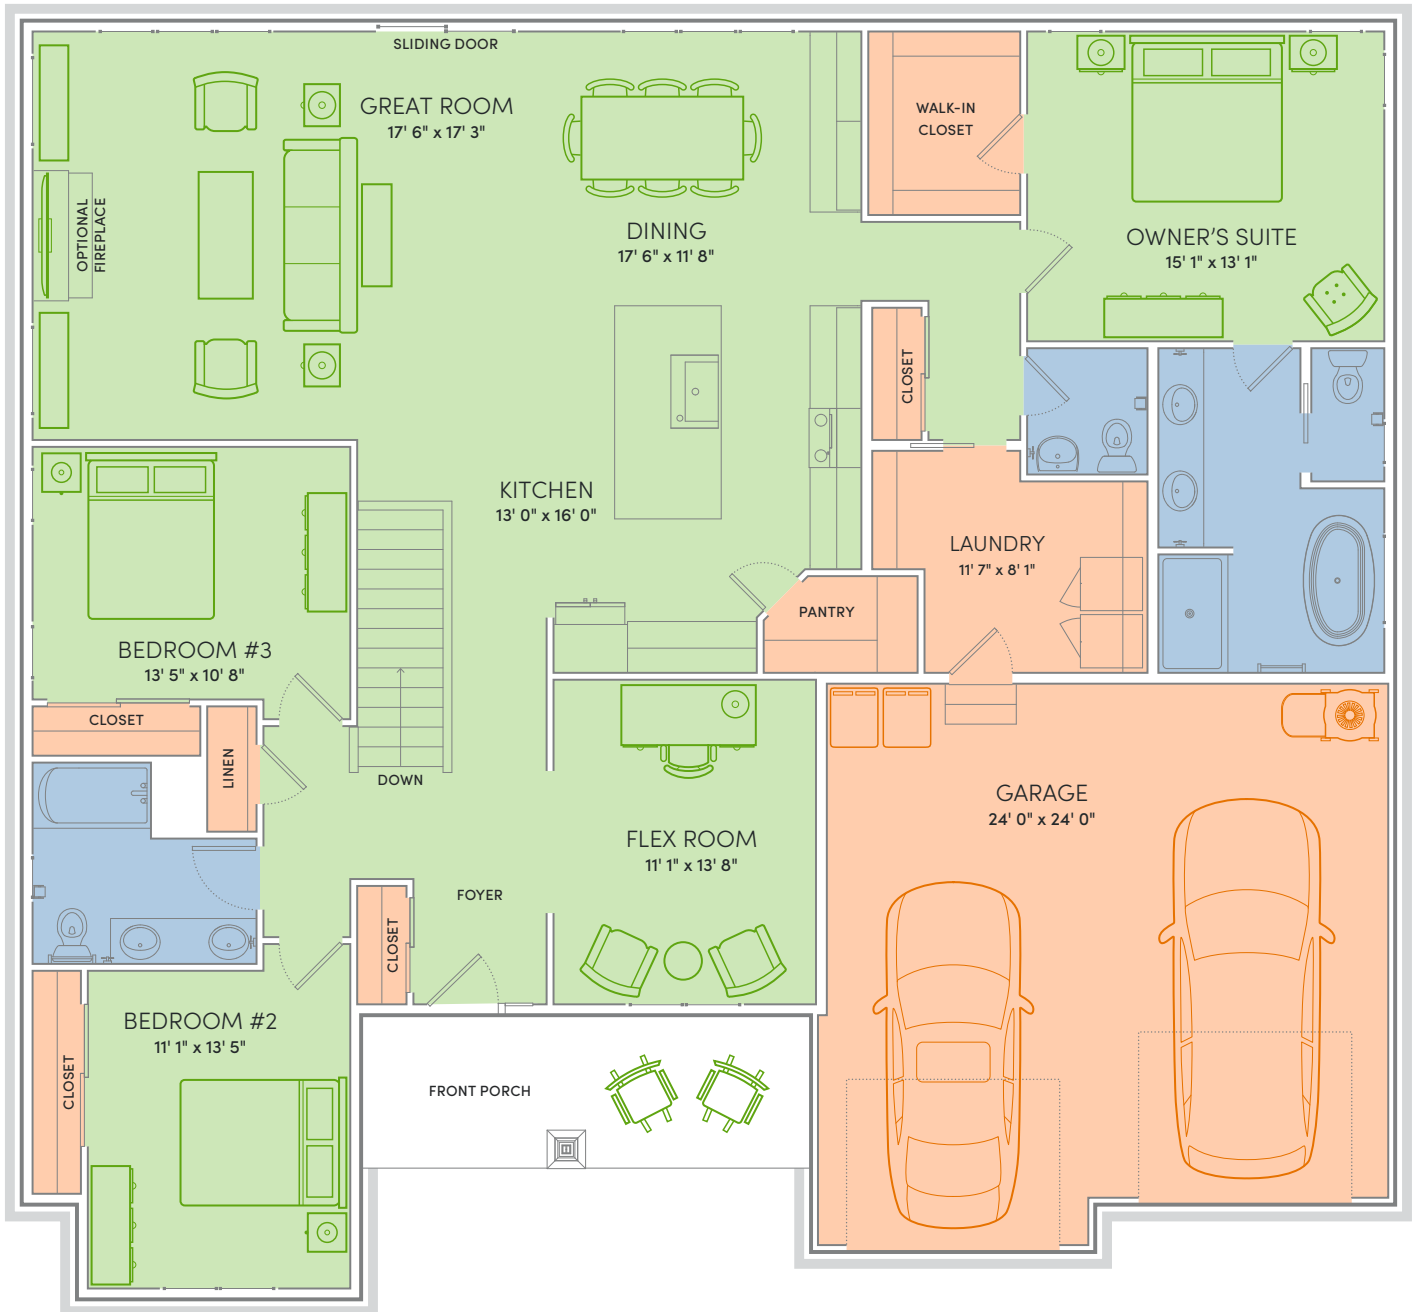 SLIDING DOOR
GREAT ROOM
17' 6" x 17' 3"
WALK-IN
CLOSET
OPTIONAL
FIREPLACE
DINING
17' 6" x 11' 8"
OWNER'S SUITE
15' 1" x 13' 1"
CLOSET
KITCHEN
13' 0" x 16' 0"
LAUNDRY
11' 7" x 8' 1"
PANTRY
BEDROOM #3
13' 5" x 10' 8"
CLOSET
LINEN
DOWN
GARAGE
24' 0" x 24' 0"
FLEX ROOM
11' 1" x 13' 8"
FOYER
CLOSET
BEDROOM #2
11' 1" x 13' 5"
CLOSET
FRONT PORCH